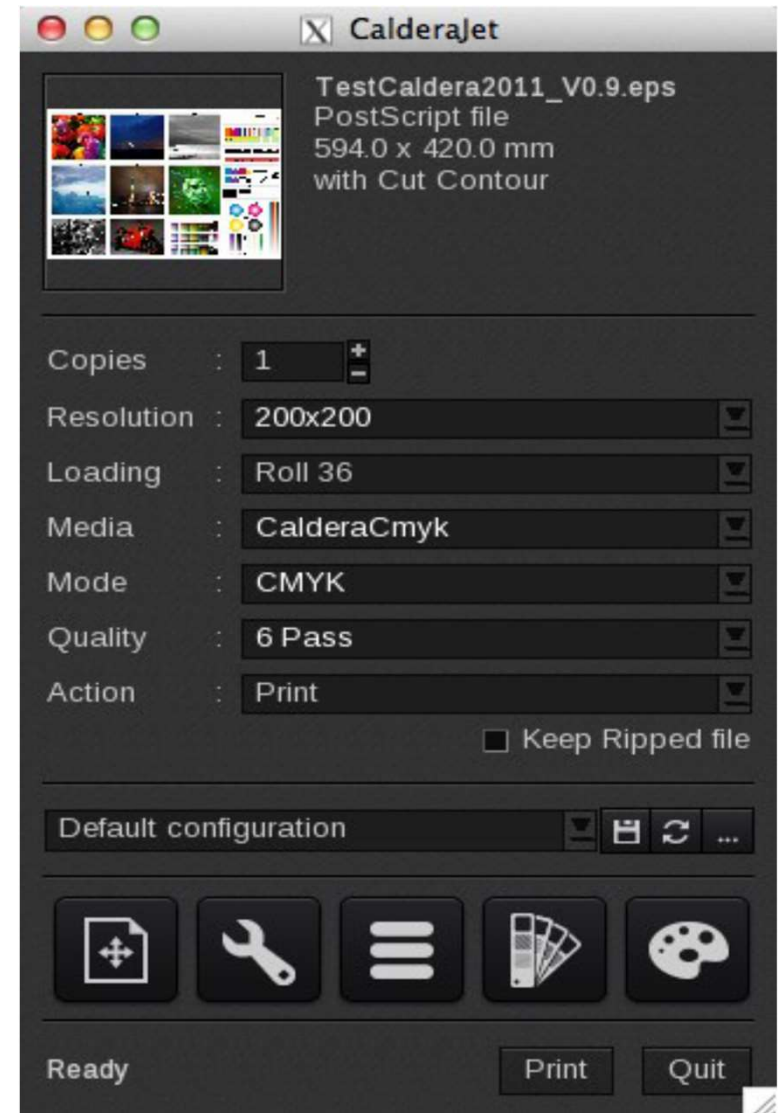 CalderaJet
TestCaldera2011_V0.9.eps
PostScript file
594.0 x 420.0 mm
with Cut Contour
Copies : 1
Resolution : 200x200
Loading : Roll 36
Media : CalderaCmyk
Mode : CMYK
Quality : 6 Pass
Action : Print
Keep Ripped file
Default configuration ...
Ready Print Quit